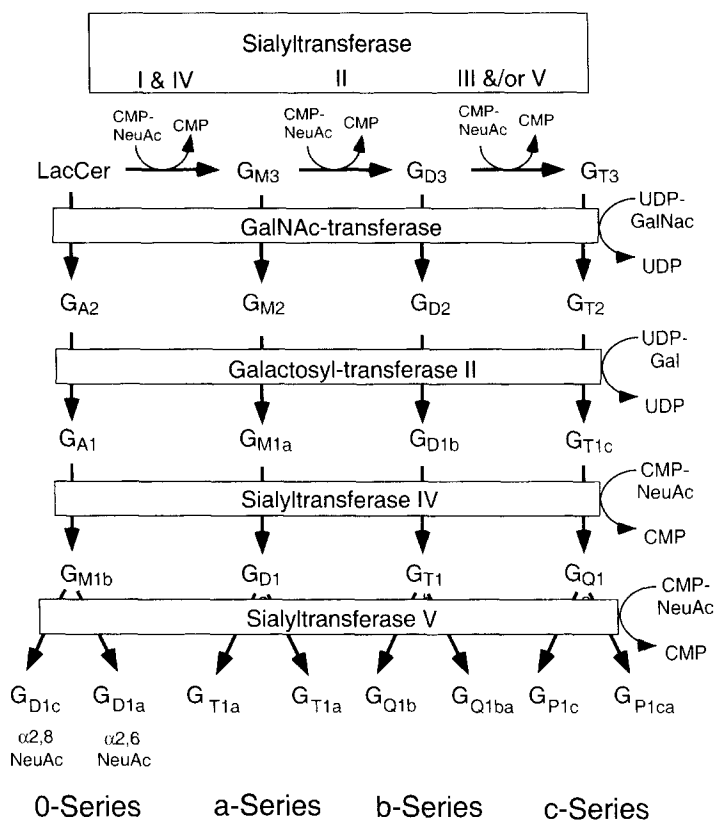 Sialyltransferase
I & IV II III &/or V
CMP-NeuAc CMP CMP-NeuAc CMP CMP-NeuAc CMP
LacCer GM3 GD3 GT3
UDP-GalNac
GalNAc-transferase
UDP
GA2 GM2 GD2 GT2
UDP-Gal
Galactosyl-transferase II
UDP
GA1 GM1a GD1b GT1c
CMP-NeuAc
Sialyltransferase IV
CMP
GM1b GD1 GT1 GQ1
CMP-NeuAc
Sialyltransferase V
CMP
GD1c GD1a GT1a GT1a GQ1b GQ1ba GP1c GP1ca
α2,8 NeuAc α2,6 NeuAc
0-Series a-Series b-Series c-Series